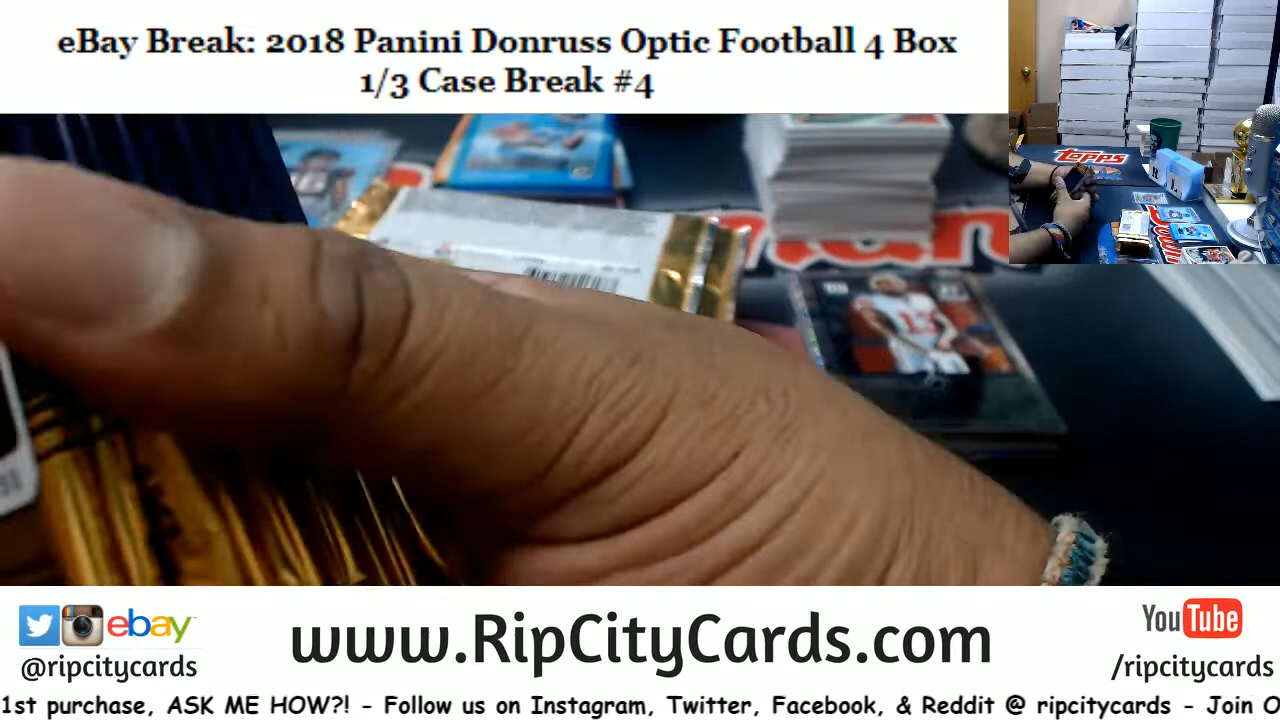 eBay Break: 2018 Panini Donruss Optic Football 4 Box
1/3 Case Break #4
Topps
R L
13
ebay
@ripcitycards
www.RipCityCards.com
YouTube
/ripcitycards
1st purchase, ASK ME HOW?! - Follow us on Instagram, Twitter, Facebook, & Reddit @ ripcitycards - Join O